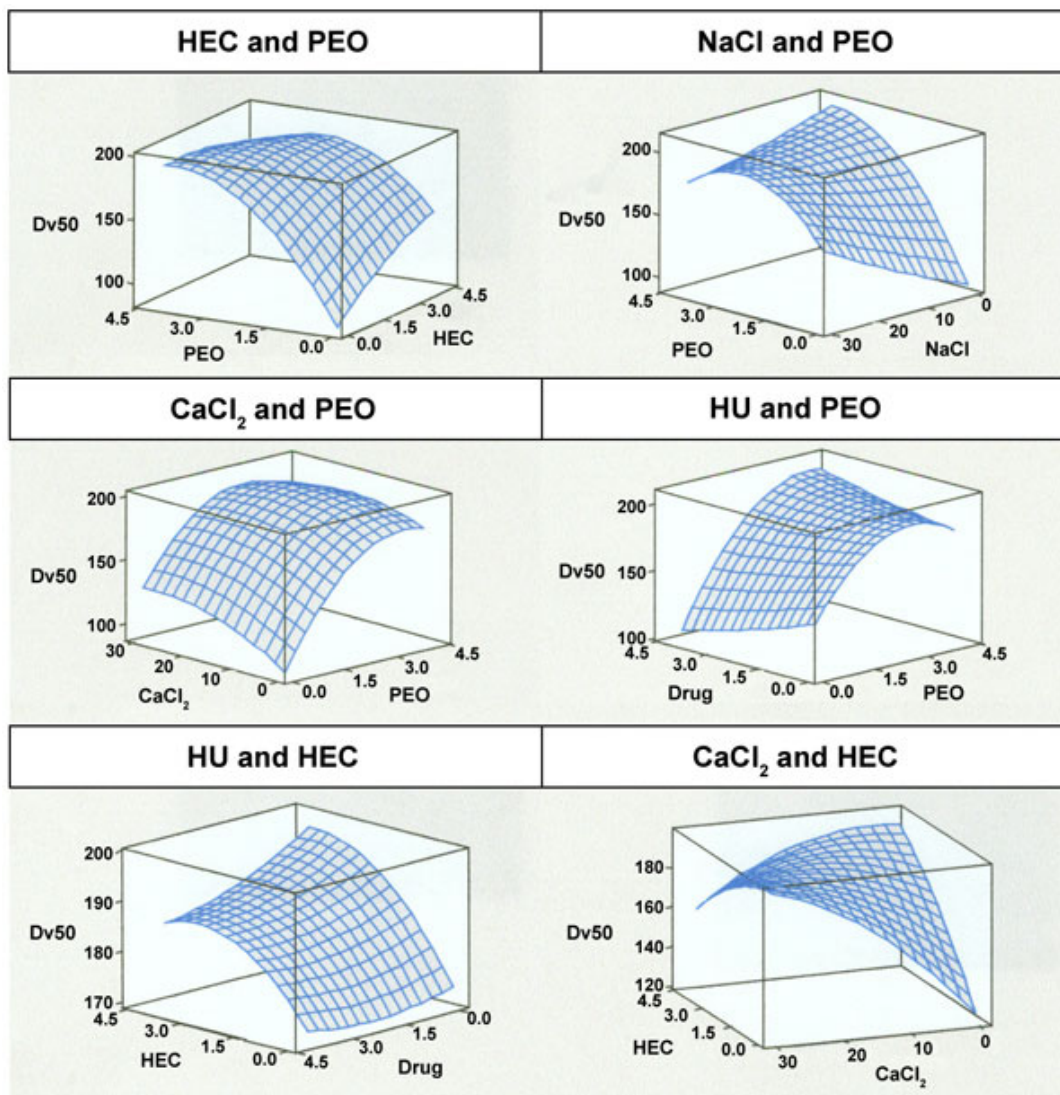 HEC and PEO
NaCl and PEO
200
150
100
Dv50
4.5
3.0
1.5
0.0
PEO
0.0
1.5
3.0
4.5
HEC
200
150
100
Dv50
4.5
3.0
1.5
0.0
PEO
30
20
10
0
NaCl
CaCl₂ and PEO
HU and PEO
200
150
100
Dv50
30
20
10
0
CaCl₂
0.0
1.5
3.0
4.5
PEO
200
150
100
Dv50
4.5
3.0
1.5
0.0
Drug
0.0
1.5
3.0
4.5
PEO
HU and HEC
CaCl₂ and HEC
200
190
180
170
Dv50
4.5
3.0
1.5
0.0
HEC
4.5
3.0
1.5
0.0
Drug
180
160
140
120
Dv50
4.5
3.0
1.5
0.0
HEC
30
20
10
0
CaCl₂